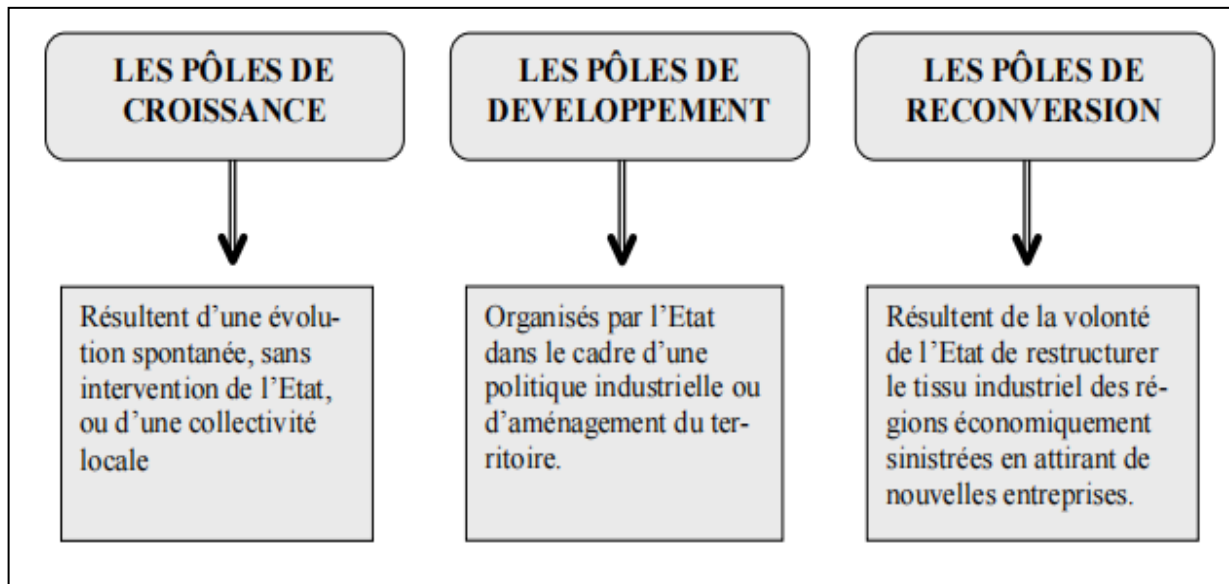 LES PÔLES DE
CROISSANCE
Résultent d’une évolu-
tion spontanée, sans
intervention de l’Etat,
ou d’une collectivité
locale
LES PÔLES DE
DEVELOPPEMENT
Organisés par l’Etat
dans le cadre d’une
politique industrielle ou
d’aménagement du ter-
ritoire.
LES PÔLES DE
RECONVERSION
Résultent de la volonté
de l’Etat de restructurer
le tissu industriel des ré-
gions économiquement
sinistrées en attirant de
nouvelles entreprises.